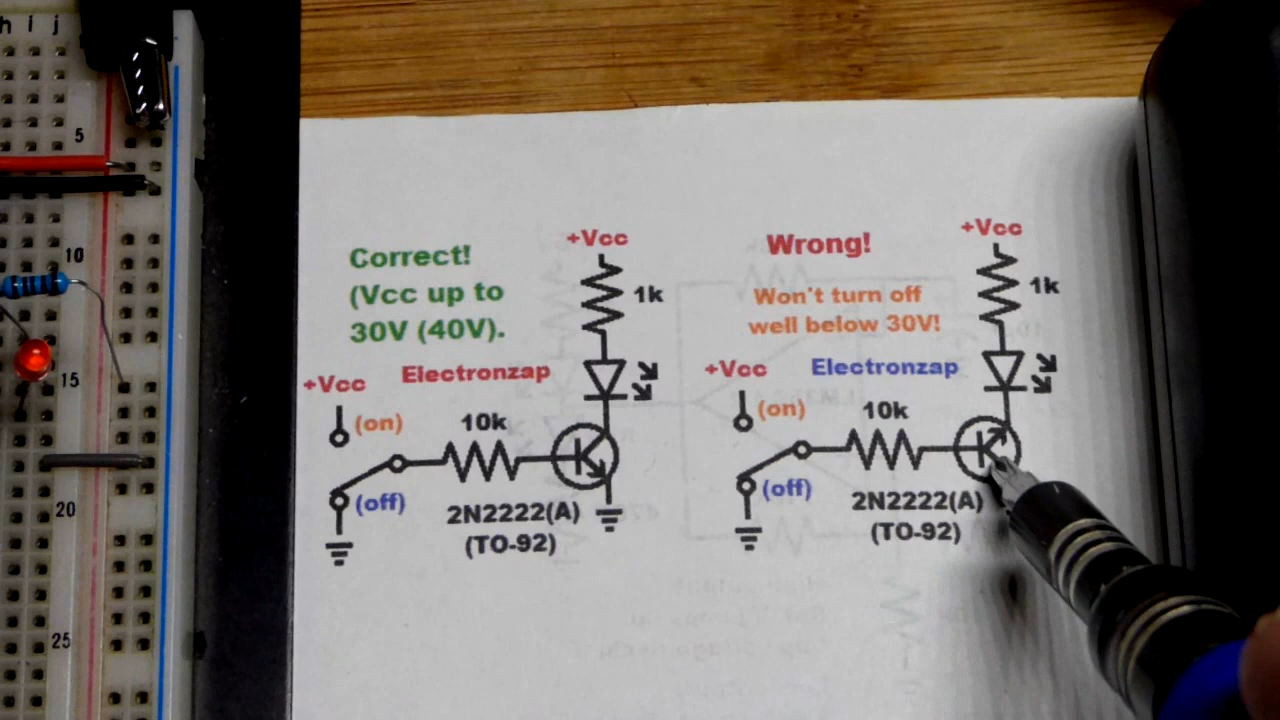 h i j
5
10
15
20
25
Correct!
(Vcc up to
30V (40V).
Electronzap
+Vcc
1k
+Vcc
(on)
10k
(off)
2N2222(A)
(TO-92)
Wrong!
Won't turn off
well below 30V!
Electronzap
+Vcc
1k
+Vcc
(on)
10k
(off)
2N2222(A)
(TO-92)